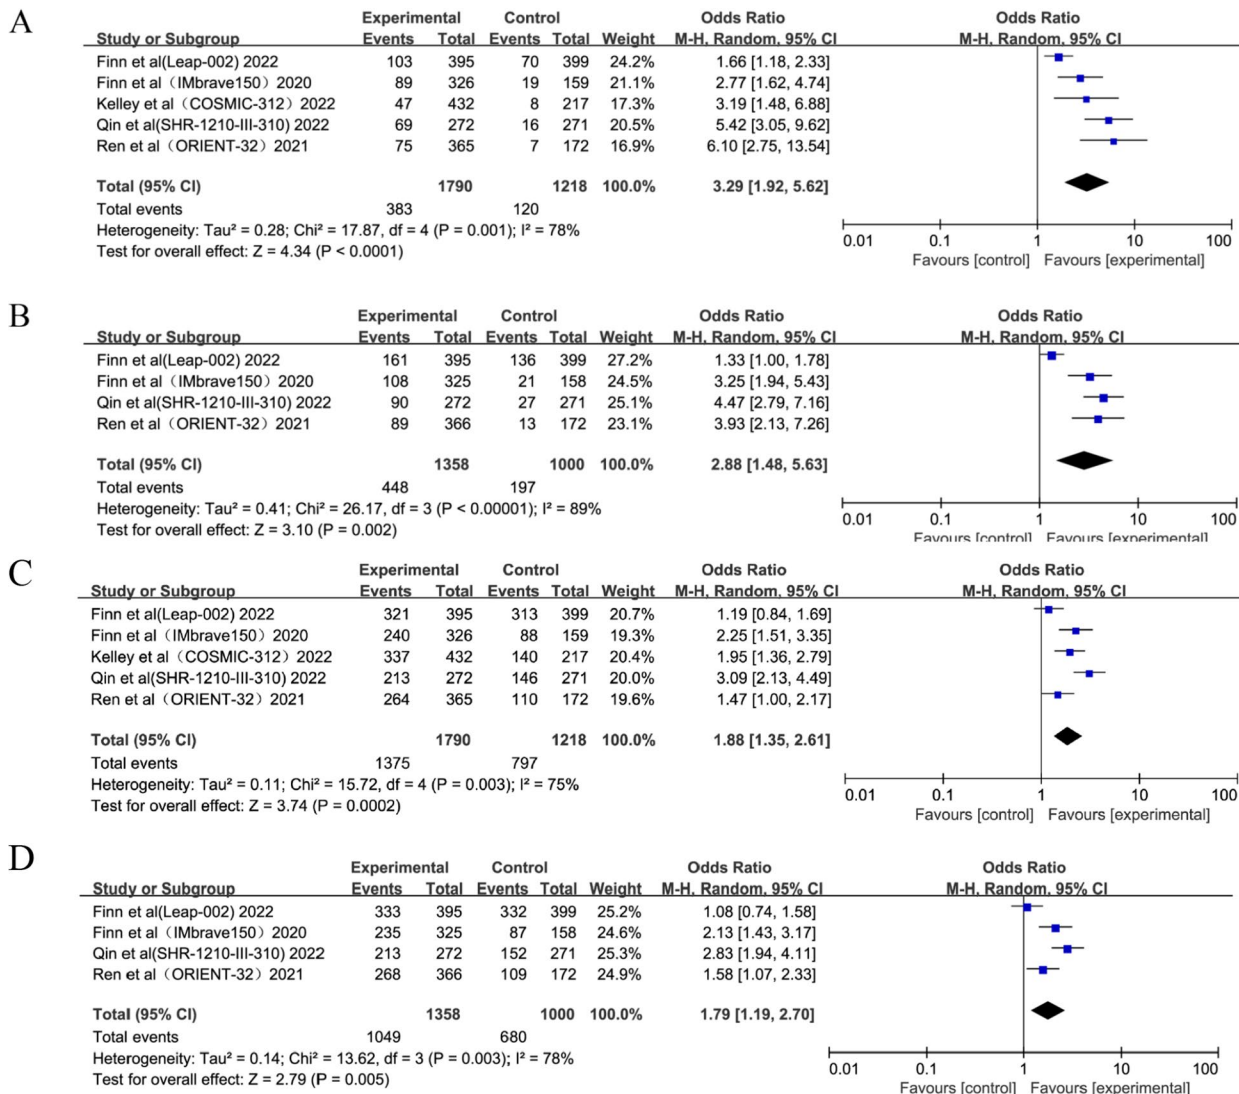 A
Experimental Control Odds Ratio Odds Ratio
Study or Subgroup Events Total Events Total Weight M-H, Random, 95% CI M-H, Random, 95% CI
Finn et al(Leap-002) 2022 103 395 70 399 24.2% 1.66 [1.18, 2.33]
Finn et al（IMbrave150）2020 89 326 19 159 21.1% 2.77 [1.62, 4.74]
Kelley et al（COSMIC-312）2022 47 432 8 217 17.3% 3.19 [1.48, 6.88]
Qin et al(SHR-1210-III-310) 2022 69 272 16 271 20.5% 5.42 [3.05, 9.62]
Ren et al（ORIENT-32）2021 75 365 7 172 16.9% 6.10 [2.75, 13.54]
Total (95% CI) 1790 1218 100.0% 3.29 [1.92, 5.62]
Total events 383 120
Heterogeneity: Tau² = 0.28; Chi² = 17.87, df = 4 (P = 0.001); I² = 78%
Test for overall effect: Z = 4.34 (P < 0.0001)
0.01 0.1 1 10 100
Favours [control] Favours [experimental]
B
Experimental Control Odds Ratio Odds Ratio
Study or Subgroup Events Total Events Total Weight M-H, Random, 95% CI M-H, Random, 95% CI
Finn et al(Leap-002) 2022 161 395 136 399 27.2% 1.33 [1.00, 1.78]
Finn et al（IMbrave150）2020 108 325 21 158 24.5% 3.25 [1.94, 5.43]
Qin et al(SHR-1210-III-310) 2022 90 272 27 271 25.1% 4.47 [2.79, 7.16]
Ren et al（ORIENT-32）2021 89 366 13 172 23.1% 3.93 [2.13, 7.26]
Total (95% CI) 1358 1000 100.0% 2.88 [1.48, 5.63]
Total events 448 197
Heterogeneity: Tau² = 0.41; Chi² = 26.17, df = 3 (P < 0.00001); I² = 89%
Test for overall effect: Z = 3.10 (P = 0.002)
0.01 0.1 1 10 100
Favours [control] Favours [experimental]
C
Experimental Control Odds Ratio Odds Ratio
Study or Subgroup Events Total Events Total Weight M-H, Random, 95% CI M-H, Random, 95% CI
Finn et al(Leap-002) 2022 321 395 313 399 20.7% 1.19 [0.84, 1.69]
Finn et al（IMbrave150）2020 240 326 88 159 19.3% 2.25 [1.51, 3.35]
Kelley et al（COSMIC-312）2022 337 432 140 217 20.4% 1.95 [1.36, 2.79]
Qin et al(SHR-1210-III-310) 2022 213 272 146 271 20.0% 3.09 [2.13, 4.49]
Ren et al（ORIENT-32）2021 264 365 110 172 19.6% 1.47 [1.00, 2.17]
Total (95% CI) 1790 1218 100.0% 1.88 [1.35, 2.61]
Total events 1375 797
Heterogeneity: Tau² = 0.11; Chi² = 15.72, df = 4 (P = 0.003); I² = 75%
Test for overall effect: Z = 3.74 (P = 0.0002)
0.01 0.1 1 10 100
Favours [control] Favours [experimental]
D
Experimental Control Odds Ratio Odds Ratio
Study or Subgroup Events Total Events Total Weight M-H, Random, 95% CI M-H, Random, 95% CI
Finn et al(Leap-002) 2022 333 395 332 399 25.2% 1.08 [0.74, 1.58]
Finn et al（IMbrave150）2020 235 325 87 158 24.6% 2.13 [1.43, 3.17]
Qin et al(SHR-1210-III-310) 2022 213 272 152 271 25.3% 2.83 [1.94, 4.11]
Ren et al（ORIENT-32）2021 268 366 109 172 24.9% 1.58 [1.07, 2.33]
Total (95% CI) 1358 1000 100.0% 1.79 [1.19, 2.70]
Total events 1049 680
Heterogeneity: Tau² = 0.14; Chi² = 13.62, df = 3 (P = 0.003); I² = 78%
Test for overall effect: Z = 2.79 (P = 0.005)
0.01 0.1 1 10 100
Favours [control] Favours [experimental]